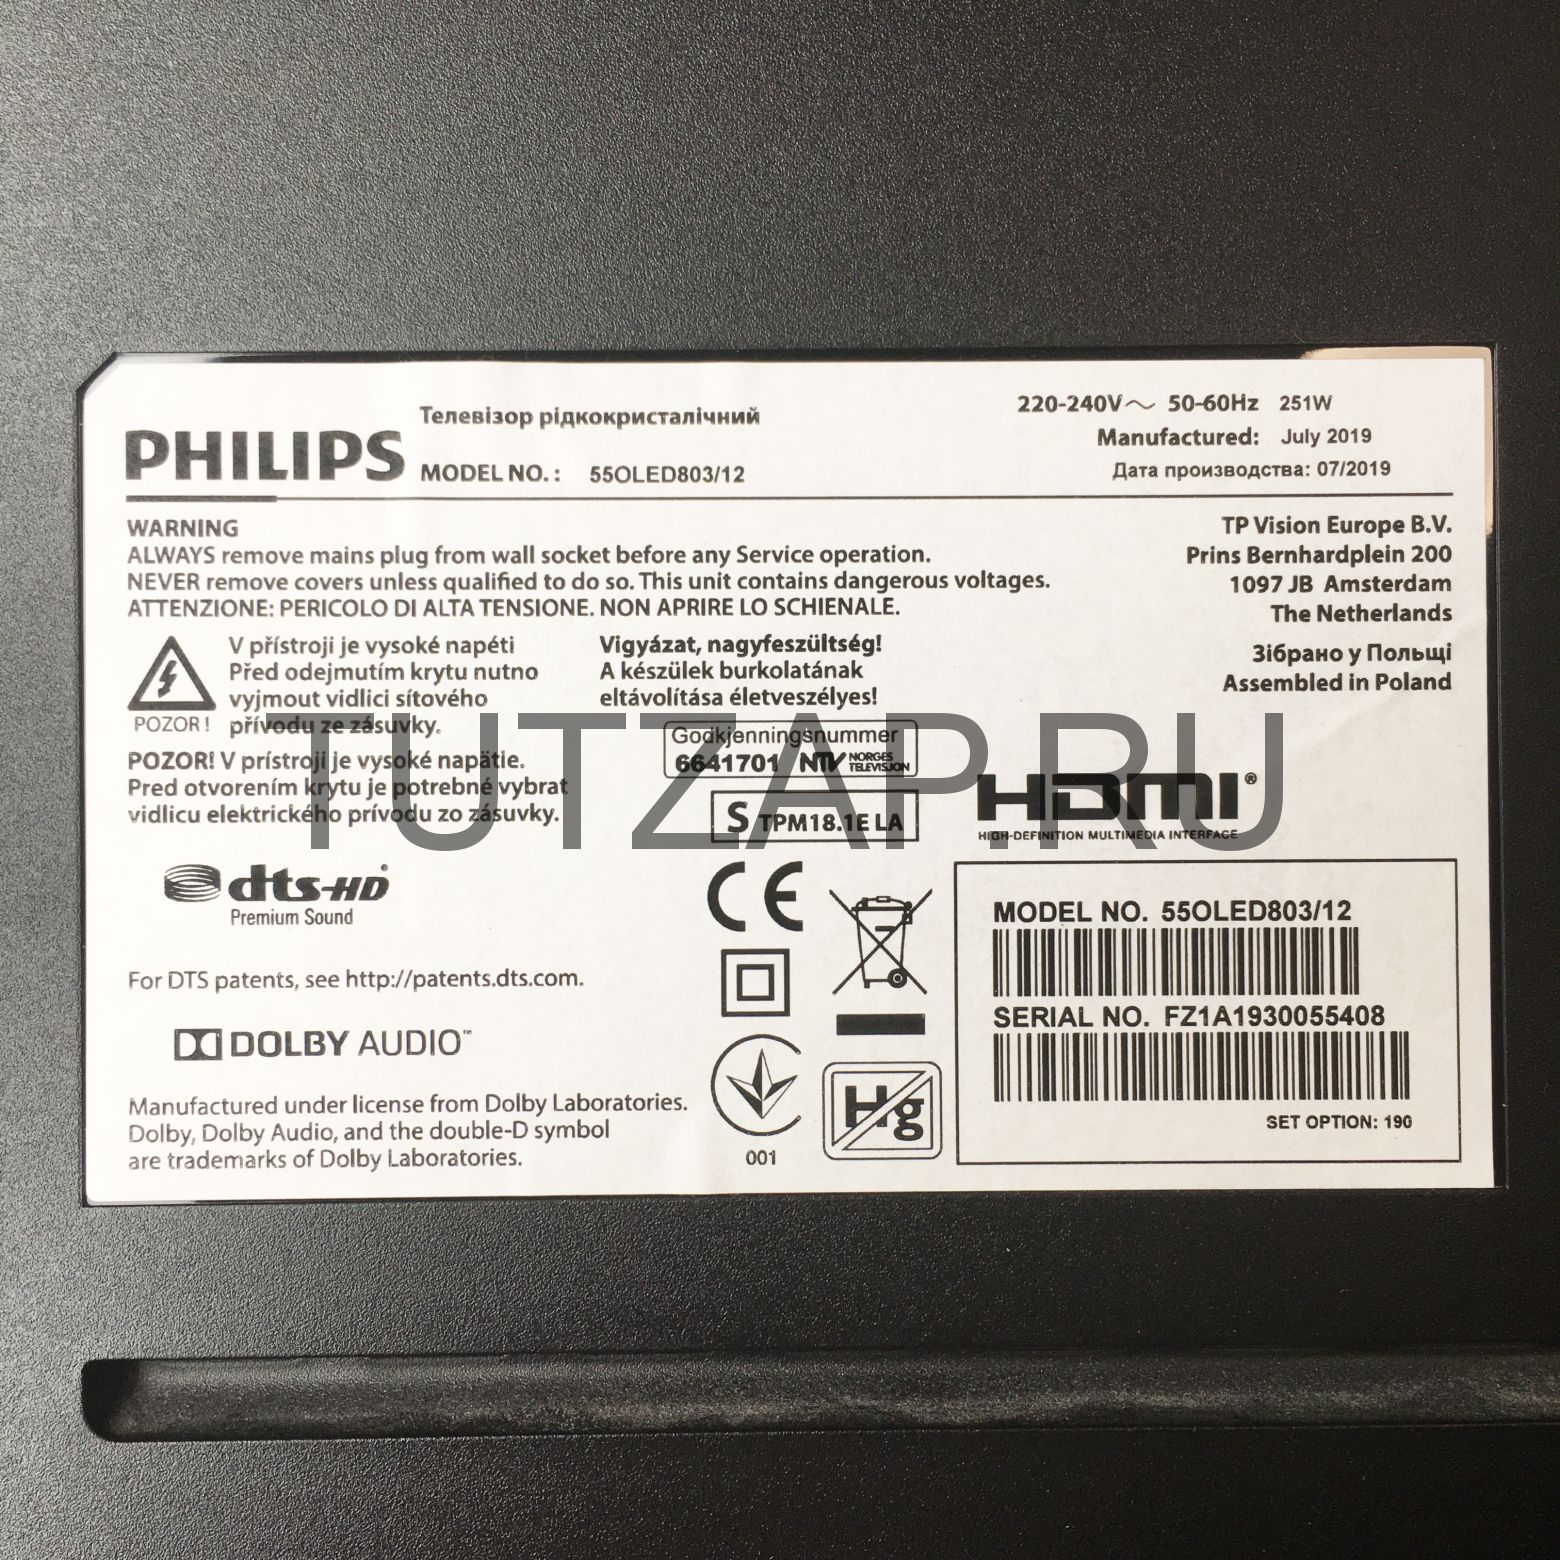 PHILIPS
Телевізор рідкокристалічний
MODEL NO. : 55OLED803/12
220-240V~ 50-60Hz 251W
Manufactured: July 2019
Дата производства: 07/2019
WARNING
ALWAYS remove mains plug from wall socket before any Service operation.
NEVER remove covers unless qualified to do so. This unit contains dangerous voltages.
ATTENZIONE: PERICOLO DI ALTA TENSIONE. NON APRIRE LO SCHIENALE.
TP Vision Europe B.V.
Prins Bernhardplein 200
1097 JB Amsterdam
The Netherlands
Зібрано у Польщі
Assembled in Poland
POZOR !
V přístroji je vysoké napéti
Před odejmutím krytu nutno
vyjmout vidlici sítového
přívodu ze zásuvky.
Vigyázat, nagyfeszültség!
A készülek burkolatának
eltávolítása életveszélyes!
POZOR! V prístroji je vysoké napätie.
Pred otvorením krytu je potrebné vybrat
vidlicu elektrického prívodu zo zásuvky.
Godkjenningsnummer
6641701 NTV NORGES
TELEVISJON
S TPM18.1E LA
TUTZAP.RU
HDMI®
HIGH-DEFINITION MULTIMEDIA INTERFACE
dts-HD
Premium Sound
For DTS patents, see http://patents.dts.com.
DOLBY AUDIO™
Manufactured under license from Dolby Laboratories.
Dolby, Dolby Audio, and the double-D symbol
are trademarks of Dolby Laboratories.
CE
001
Hg
MODEL NO. 55OLED803/12
SERIAL NO. FZ1A1930055408
SET OPTION: 190